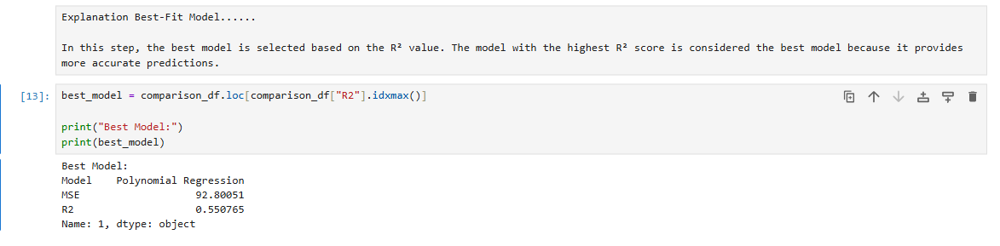 Explanation Best-Fit Model......
In this step, the best model is selected based on the R² value. The model with the highest R² score is considered the best model because it provides
more accurate predictions.
[13]: best_model = comparison_df.loc[comparison_df["R2"].idxmax()]
print("Best Model:")
print(best_model)
Best Model:
Model    Polynomial Regression
MSE                   92.80051
R2                    0.550765
Name: 1, dtype: object